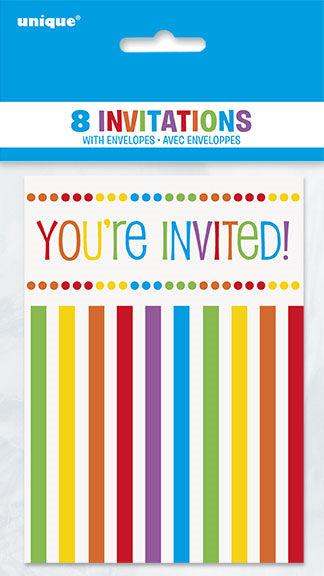 unique®
8 INVITATIONS
WITH ENVELOPES • AVEC ENVELOPPES
YOU'RE INVITED!